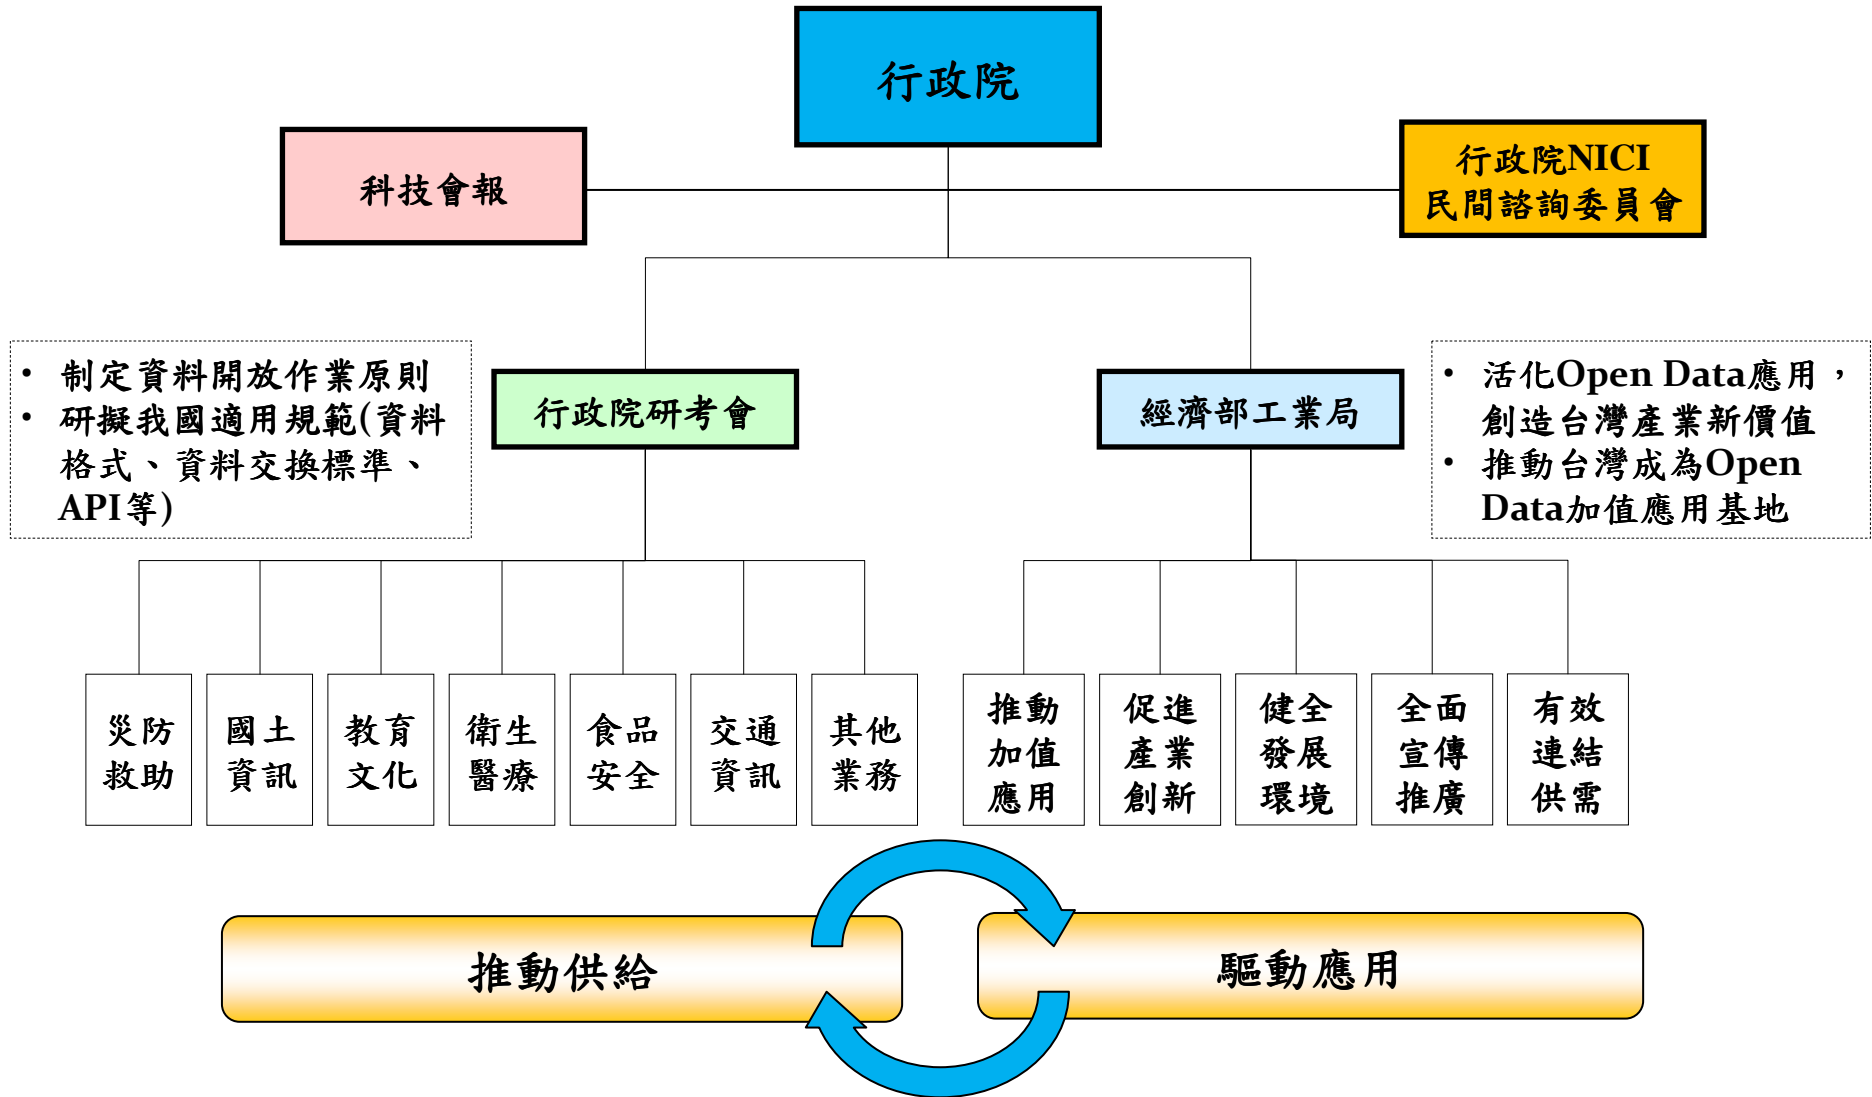 行政院
科技會報
行政院NICI
民間諮詢委員會
• 制定資料開放作業原則
• 研擬我國適用規範(資料
格式、資料交換標準、
API等)
行政院研考會
經濟部工業局
• 活化Open Data應用，
創造台灣產業新價值
• 推動台灣成為Open
Data加值應用基地
災防
救助
國土
資訊
教育
文化
衛生
醫療
食品
安全
交通
資訊
其他
業務
推動
加值
應用
促進
產業
創新
健全
發展
環境
全面
宣傳
推廣
有效
連結
供需
推動供給
驅動應用